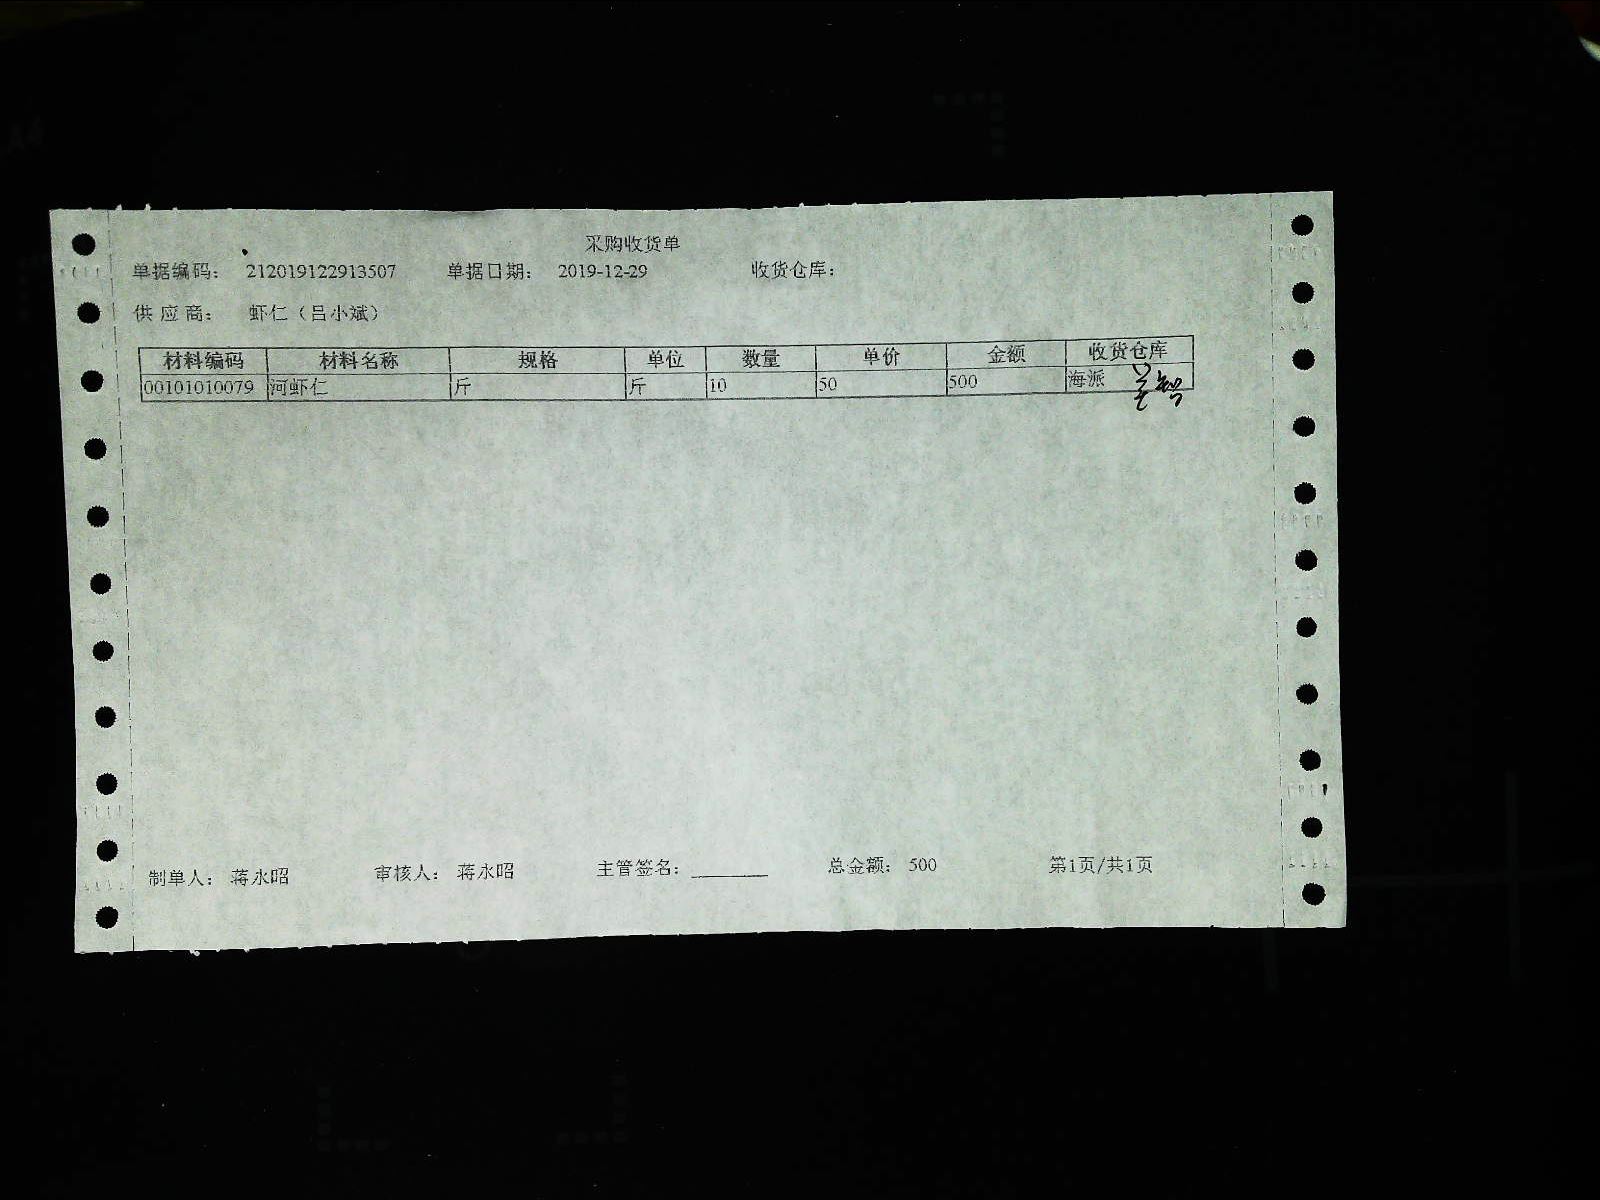 采购收货单
单据编码： 212019122913507 单据日期： 2019-12-29 收货仓库：
供 应 商： 虾仁（吕小斌）
材料编码 材料名称 规格 单位 数量 单价 金额 收货仓库
00101010079 河虾仁 斤 斤 10 50 500 海派
制单人： 蒋永昭 审核人： 蒋永昭 主管签名： 总金额： 500 第1页/共1页